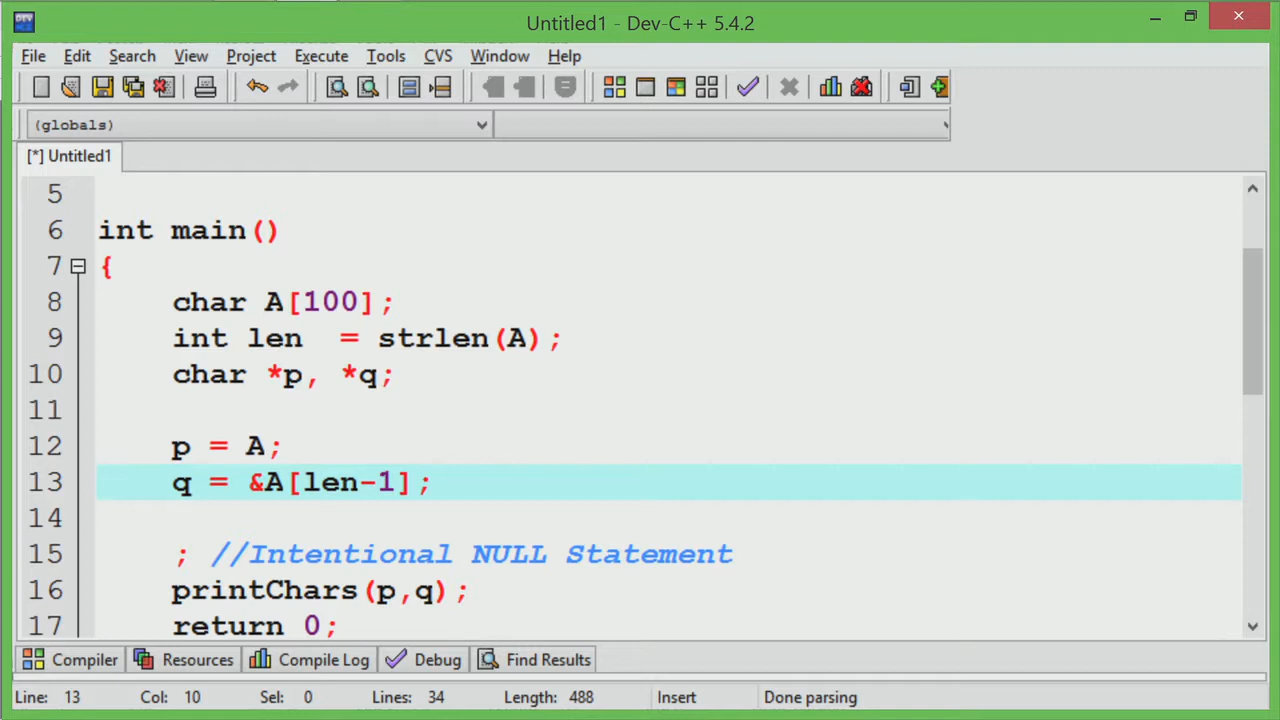 Untitled1 - Dev-C++ 5.4.2
File Edit Search View Project Execute Tools CVS Window Help
(globals)
[*] Untitled1
5
6 int main()
7 {
8 char A[100];
9 int len  = strlen(A);
10 char *p, *q;
11
12 p = A;
13 q = &A[len-1];
14
15 ; //Intentional NULL Statement
16 printChars(p,q);
17 return 0;
Compiler Resources Compile Log Debug Find Results
Line: 13 Col: 10 Sel: 0 Lines: 34 Length: 488 Insert Done parsing